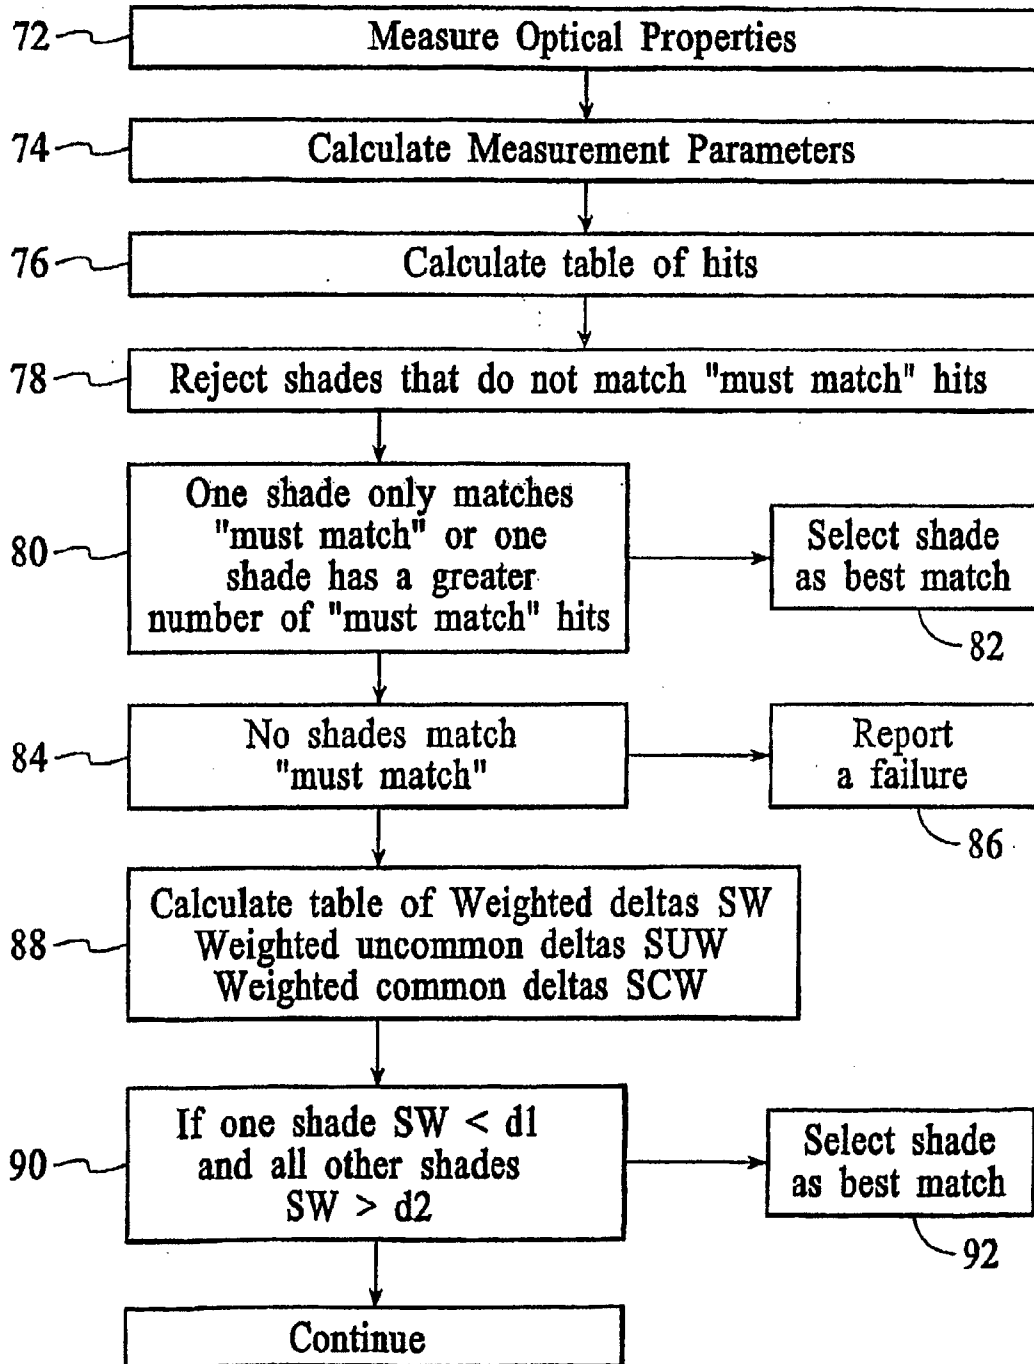 72
Measure Optical Properties
74
Calculate Measurement Parameters
76
Calculate table of hits
78
Reject shades that do not match "must match" hits
80
One shade only matches
"must match" or one
shade has a greater
number of "must match" hits
Select shade
as best match
82
84
No shades match
"must match"
Report
a failure
86
88
Calculate table of Weighted deltas SW
Weighted uncommon deltas SUW
Weighted common deltas SCW
90
If one shade SW < d1
and all other shades
SW > d2
Select shade
as best match
92
Continue